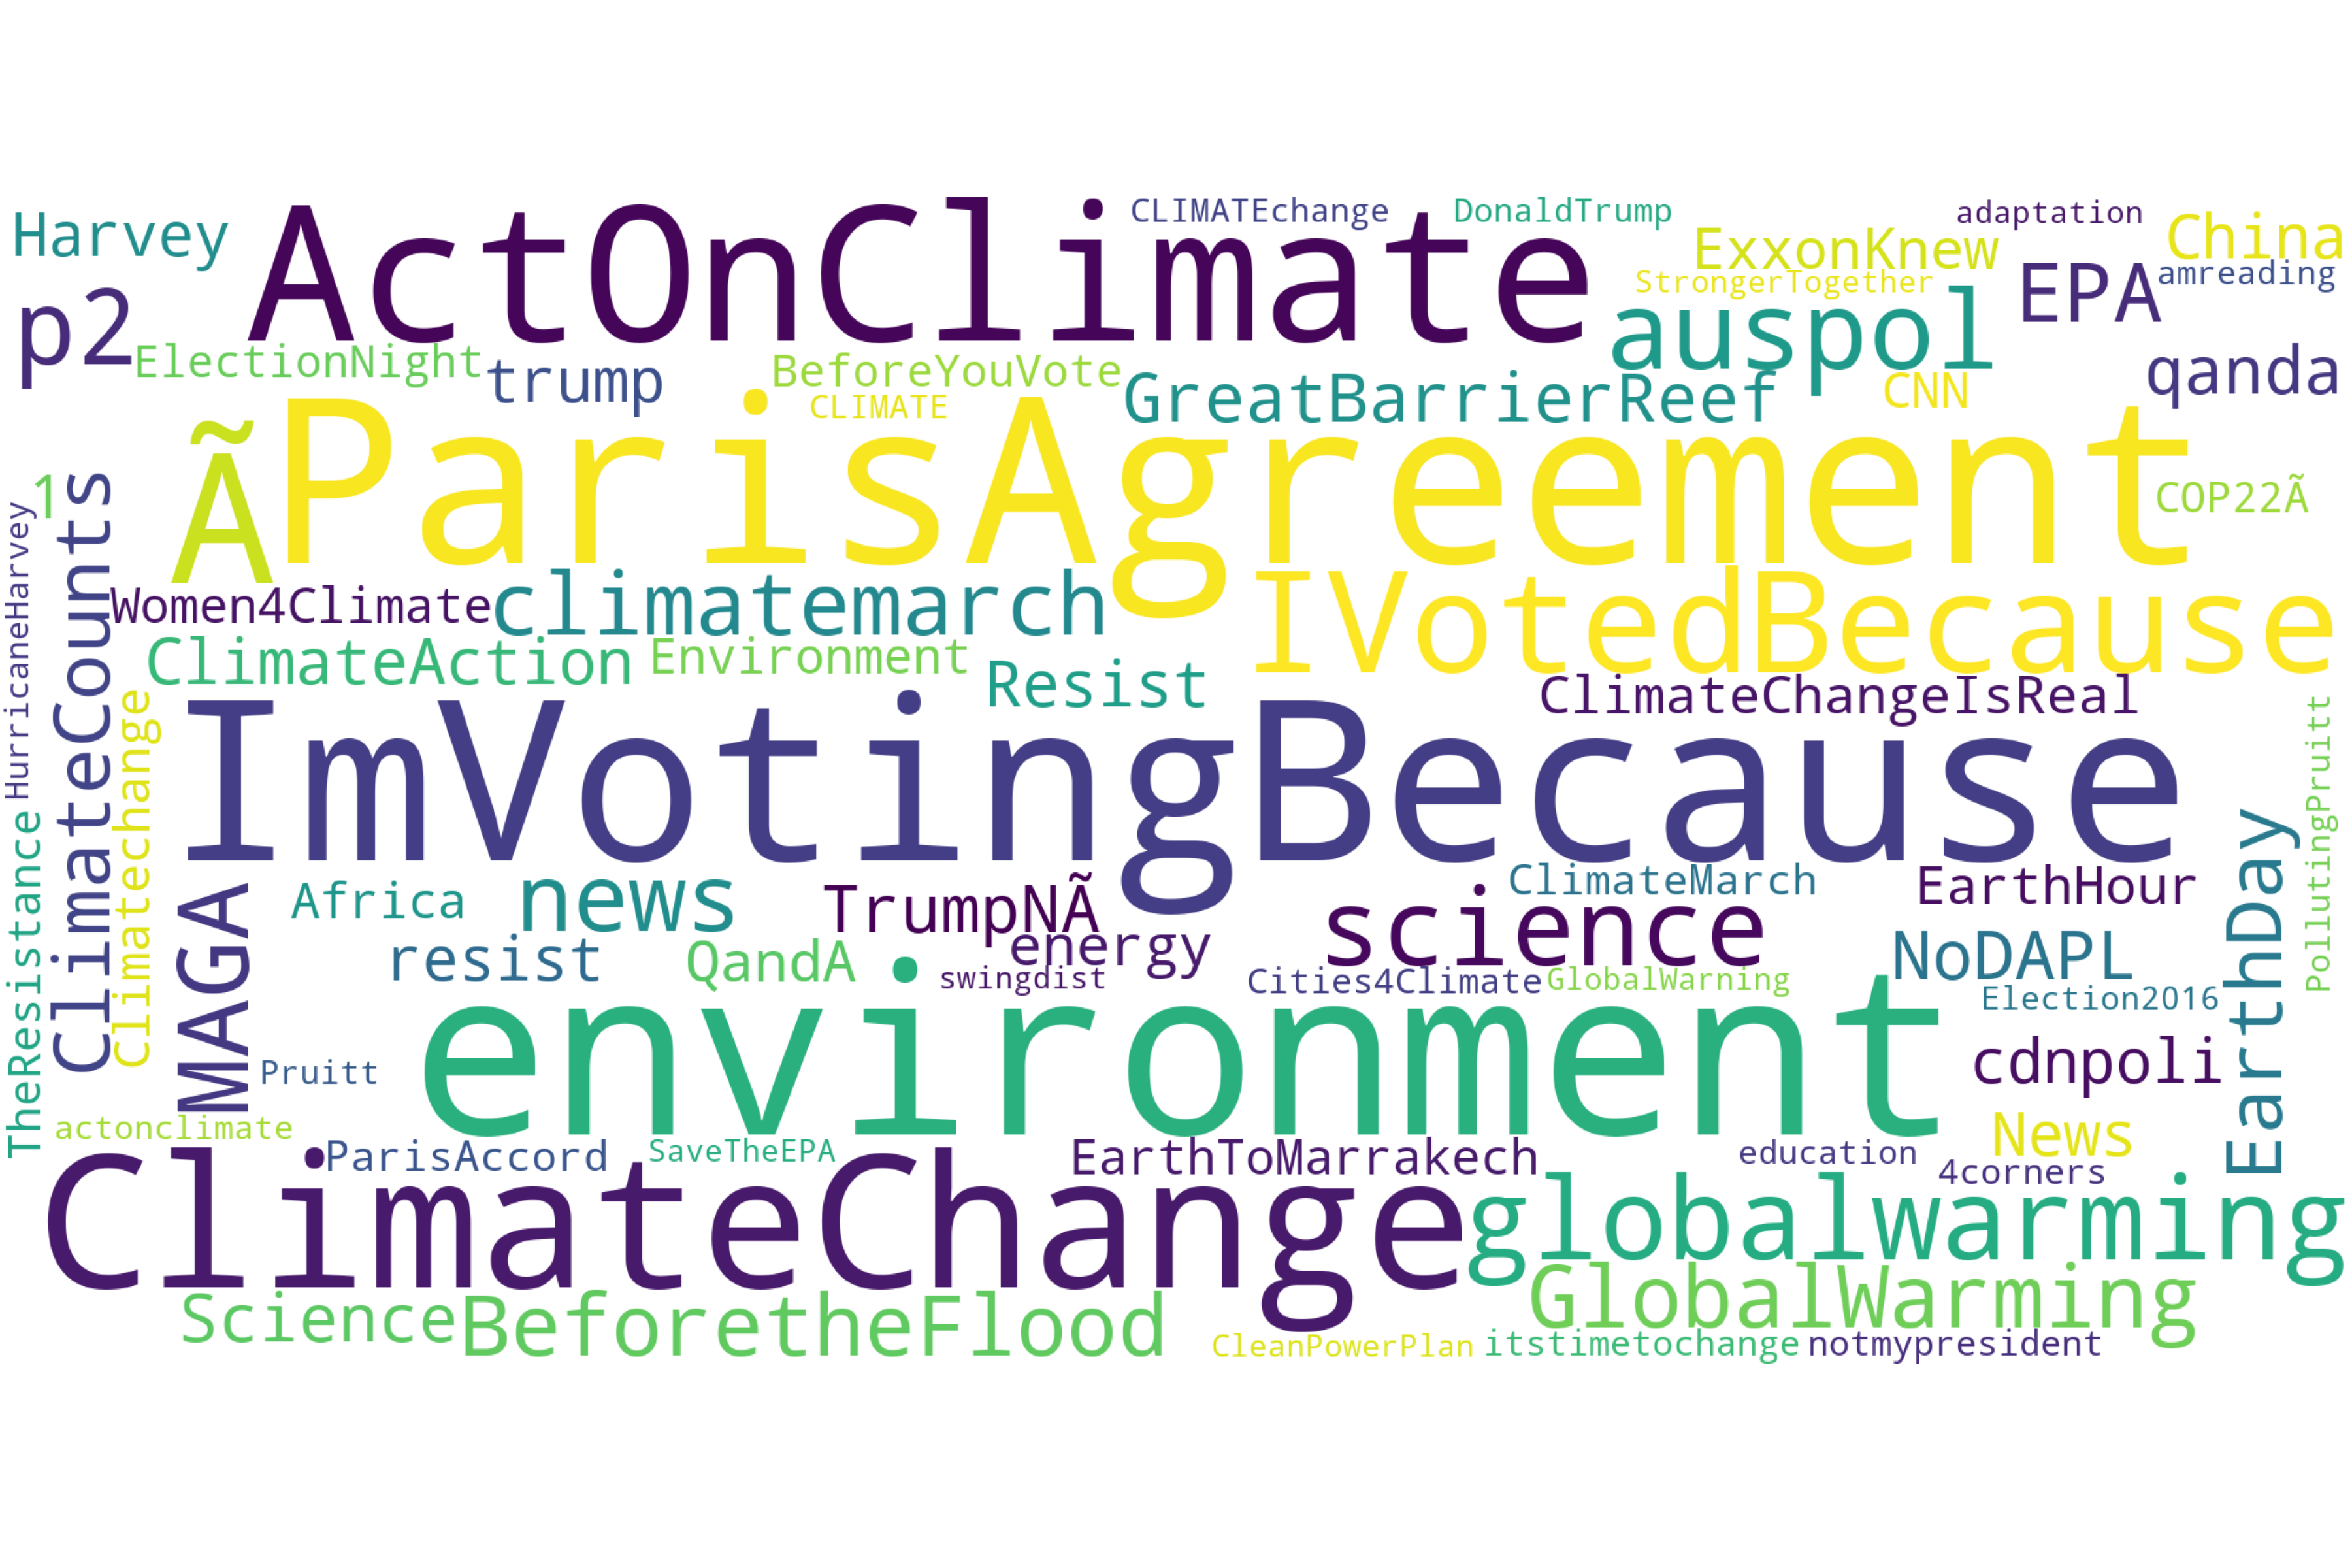 ActOnClimate
CLIMATEchange
DonaldTrump
adaptation
Harvey
ExxonKnew
China
StrongerTogether
EPA
amreading
p2
auspol
ElectionNight
trump
BeforeYouVote
GreatBarrierReef
CNN
qanda
CLIMATE
Ã
ParisAgreement
COP22Ã
1
HurricaneHarvey
ClimateCounts
Women4Climate
climatemarch
IVotedBecause
ClimateAction
Environment
Resist
ClimateChangeIsReal
Climatechange
ImVotingBecause
PollutingPruitt
TheResistance
MAGA
Africa
news
TrumpNÃ
science
ClimateMarch
EarthHour
EarthDay
resist
QandA
energy
NoDAPL
swingdist
Cities4Climate
GlobalWarning
Election2016
Pruitt
environment
cdnpoli
actonclimate
News
ParisAccord
SaveTheEPA
EarthToMarrakech
education
4corners
ClimateChange
globalwarming
Science
BeforetheFlood
GlobalWarming
CleanPowerPlan
itstimetochange
notmypresident